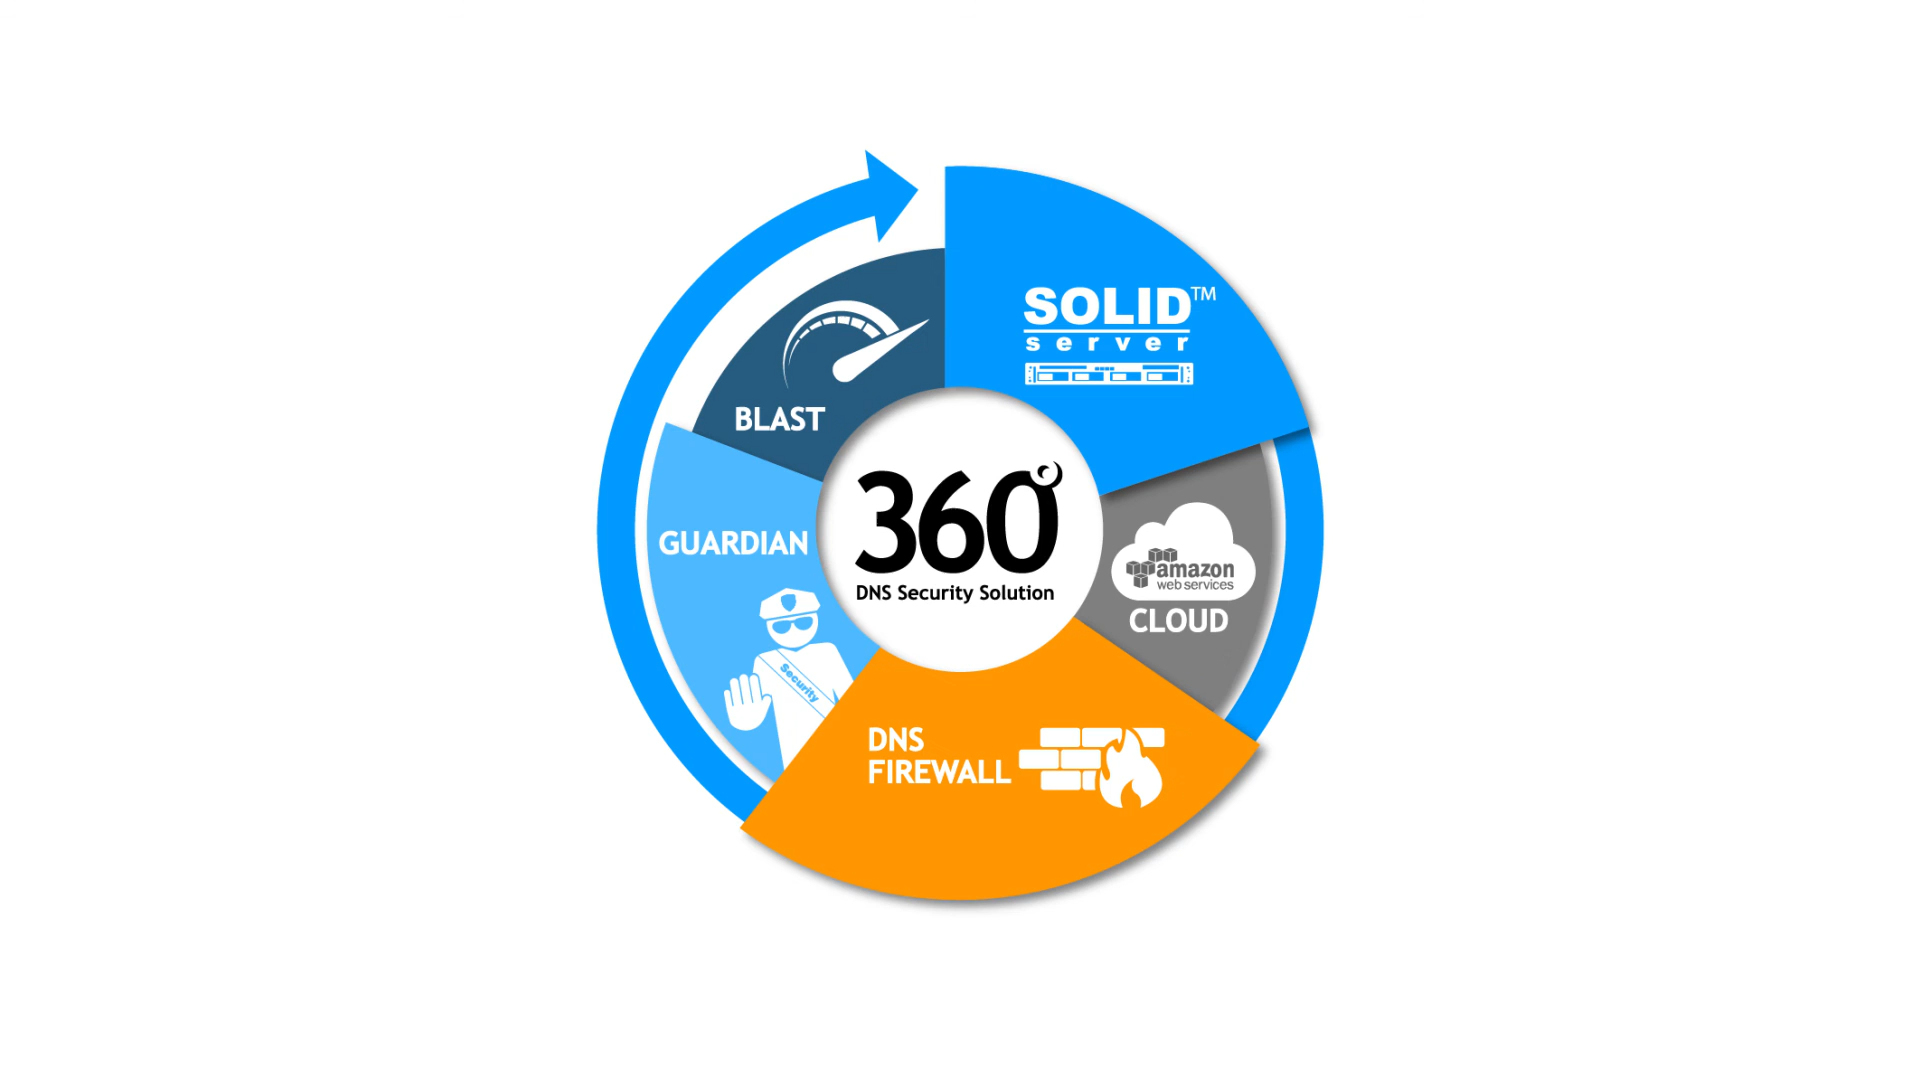 SOLID™
server
BLAST
360°
DNS Security Solution
GUARDIAN
Security
amazon
web services
CLOUD
DNS
FIREWALL